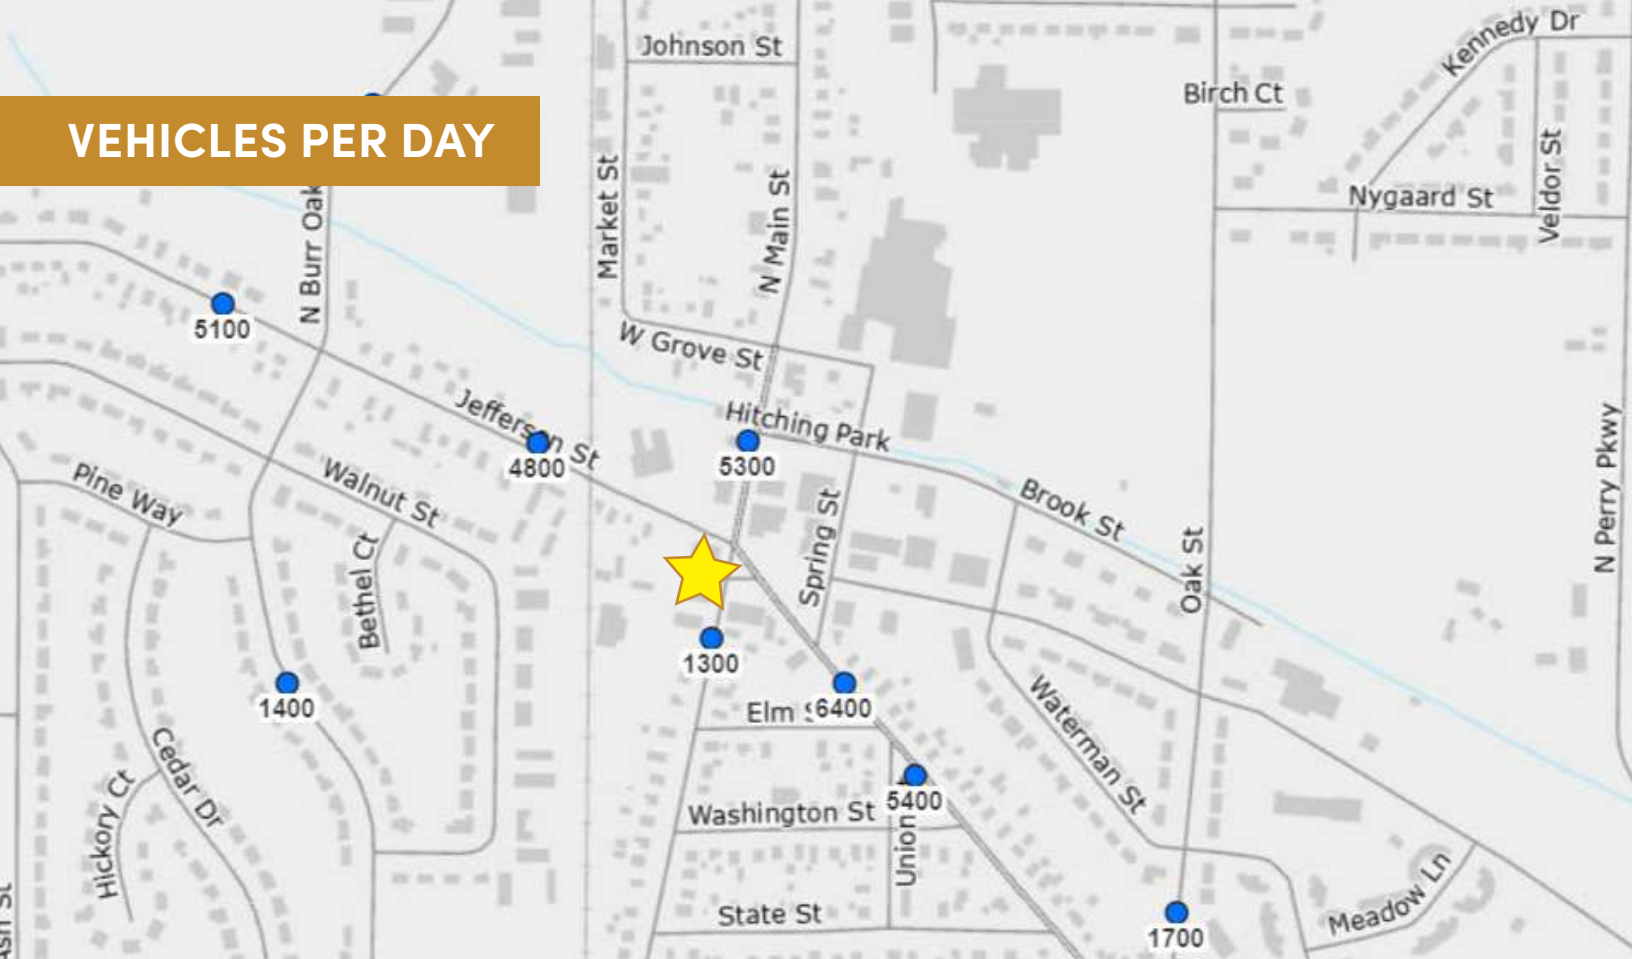 Kennedy Dr
Johnson St
Birch Ct
VEHICLES PER DAY
Veldor St
Nygaard St
Market St
N Main St
N Burr Oak
5100
W Grove St
Jefferson St
Hitching Park
4800
5300
N Perry Pkwy
Pine Way
Walnut St
Brook St
Spring St
Oak St
Bethel Ct
1300
1400
Elm S
6400
Waterman St
Cedar Dr
Hickory Ct
5400
Washington St
Union
Meadow Ln
Ash St
State St
1700